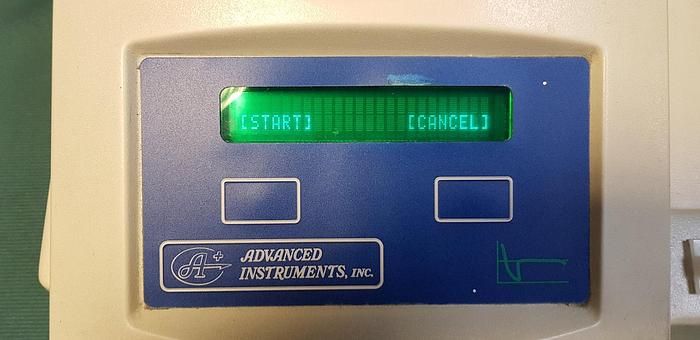 [START] [CANCEL]
A+
ADVANCED
INSTRUMENTS, INC.